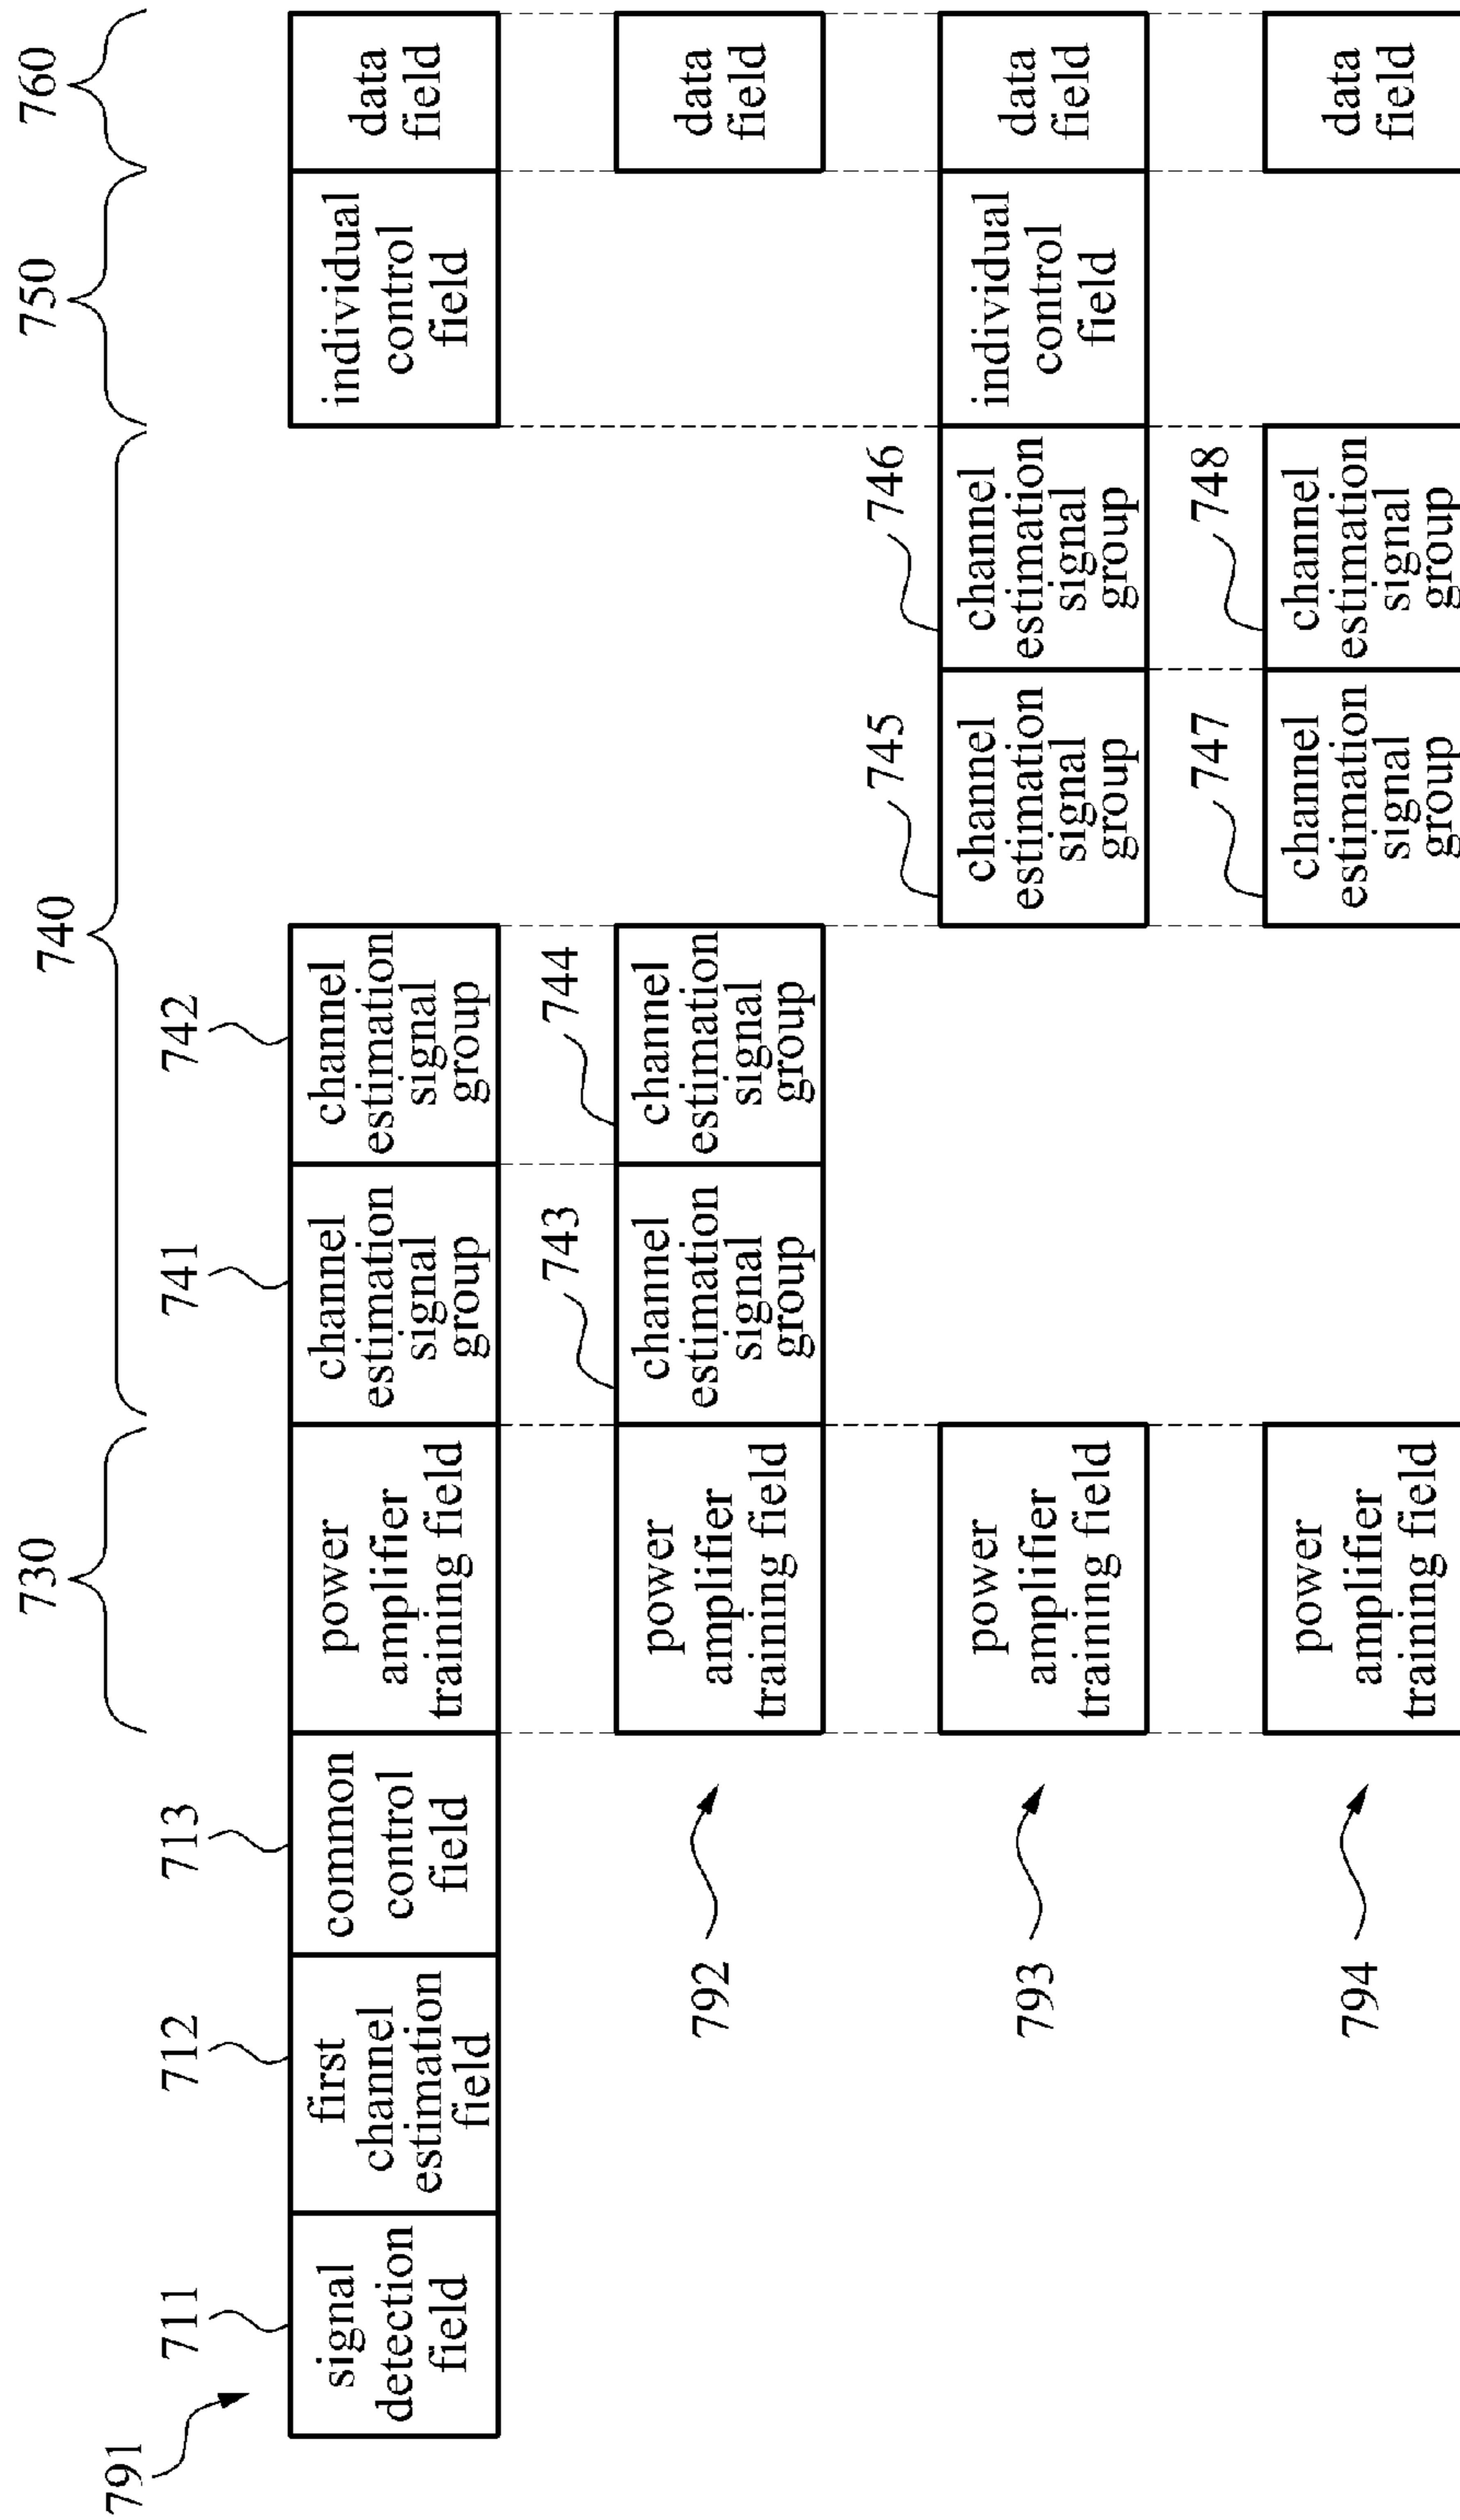 730
740
750
760
791
711
712
713
741
742
signal
detection
field
first
channel
estimation
field
common
control
field
power
amplifier
training field
channel
estimation
signal
group
channel
estimation
signal
group
individual
control
field
data
field
743
744
792
power
amplifier
training field
channel
estimation
signal
group
channel
estimation
signal
group
data
field
745
746
793
power
amplifier
training field
channel
estimation
signal
group
channel
estimation
signal
group
individual
control
field
data
field
747
748
794
power
amplifier
training field
channel
estimation
signal
group
channel
estimation
signal
group
data
field